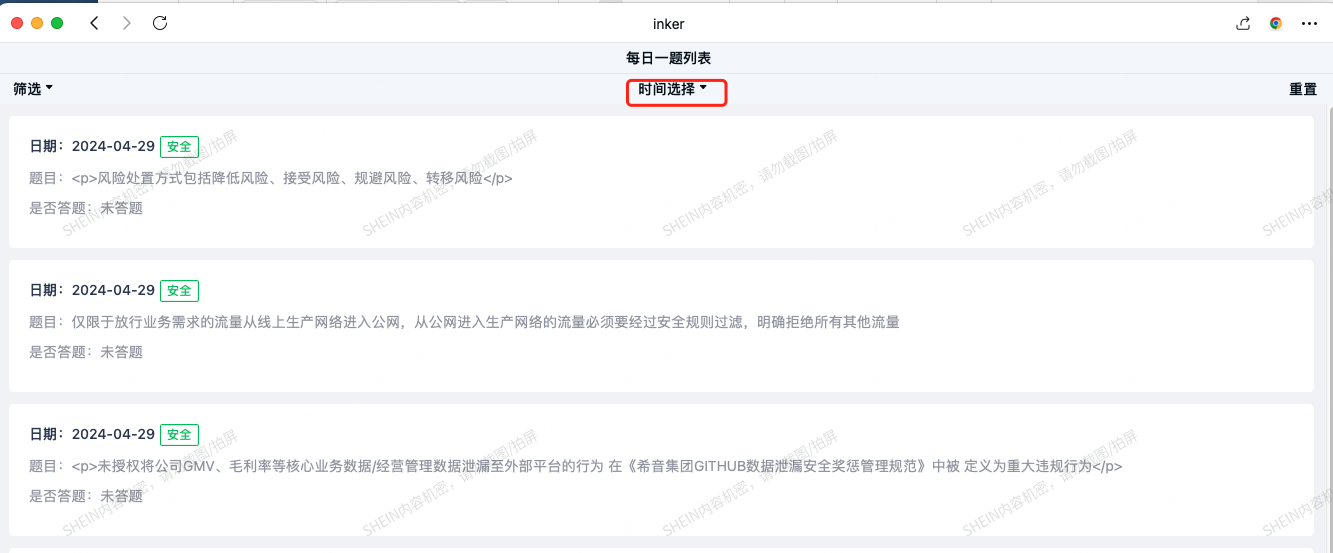 inker
每日一题列表
筛选 时间选择 重置
日期：2024-04-29 安全
题目：<p>风险处置方式包括降低风险、接受风险、规避风险、转移风险</p>
是否答题：未答题
日期：2024-04-29 安全
题目：仅限于放行业务需求的流量从线上生产网络进入公网，从公网进入生产网络的流量必须要经过安全规则过滤，明确拒绝所有其他流量
是否答题：未答题
日期：2024-04-29 安全
题目：<p>未授权将公司GMV、毛利率等核心业务数据/经营管理数据泄漏至外部平台的行为 在《希音集团GITHUB数据泄漏安全奖惩管理规范》中被 定义为重大违规行为</p>
是否答题：未答题
SHEIN内容机密，请勿截图/拍屏
SHEIN内容机密，请勿截图/拍屏
SHEIN内容机密，请勿截图/拍屏
SHEIN内容机密，请勿截图/拍屏
SHEIN内容机密
SHEIN内容机密，请勿截图/拍屏
SHEIN内容机密，请勿截图/拍屏
SHEIN内容机密，请勿截图/拍屏
SHEIN内容机密，请勿截图/拍屏
SHEIN内容机密